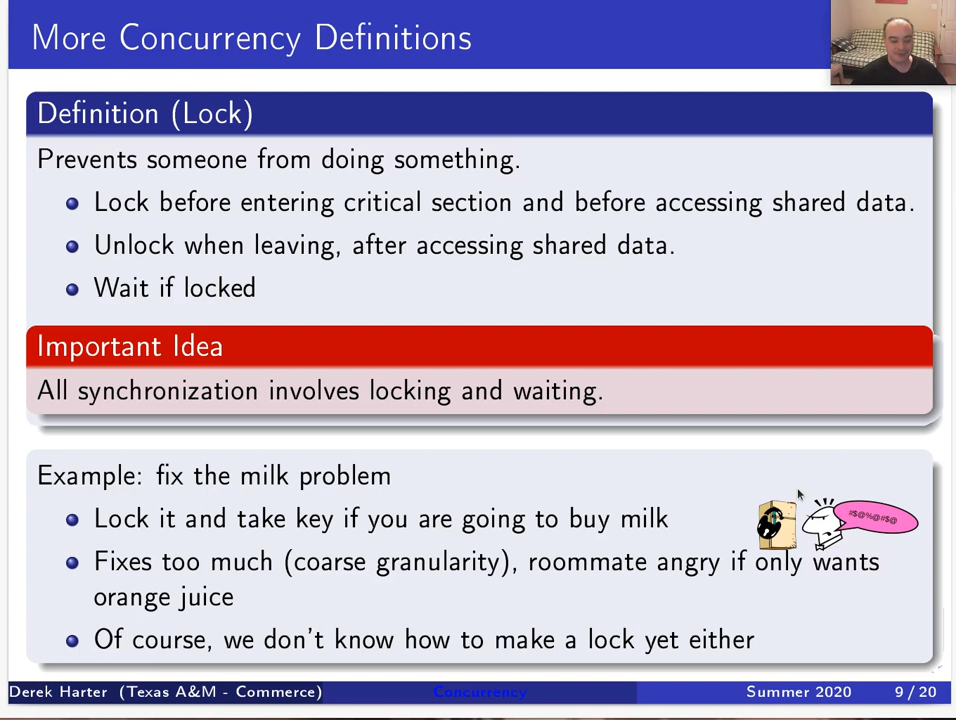 More Concurrency Definitions
Definition (Lock)
Prevents someone from doing something.
Lock before entering critical section and before accessing shared data.
Unlock when leaving, after accessing shared data.
Wait if locked
Important Idea
All synchronization involves locking and waiting.
Example: fix the milk problem
Lock it and take key if you are going to buy milk
#$@%@#$@
Fixes too much (coarse granularity), roommate angry if only wants
orange juice
Of course, we don't know how to make a lock yet either
Derek Harter (Texas A&M - Commerce) Concurrency Summer 2020 9 / 20